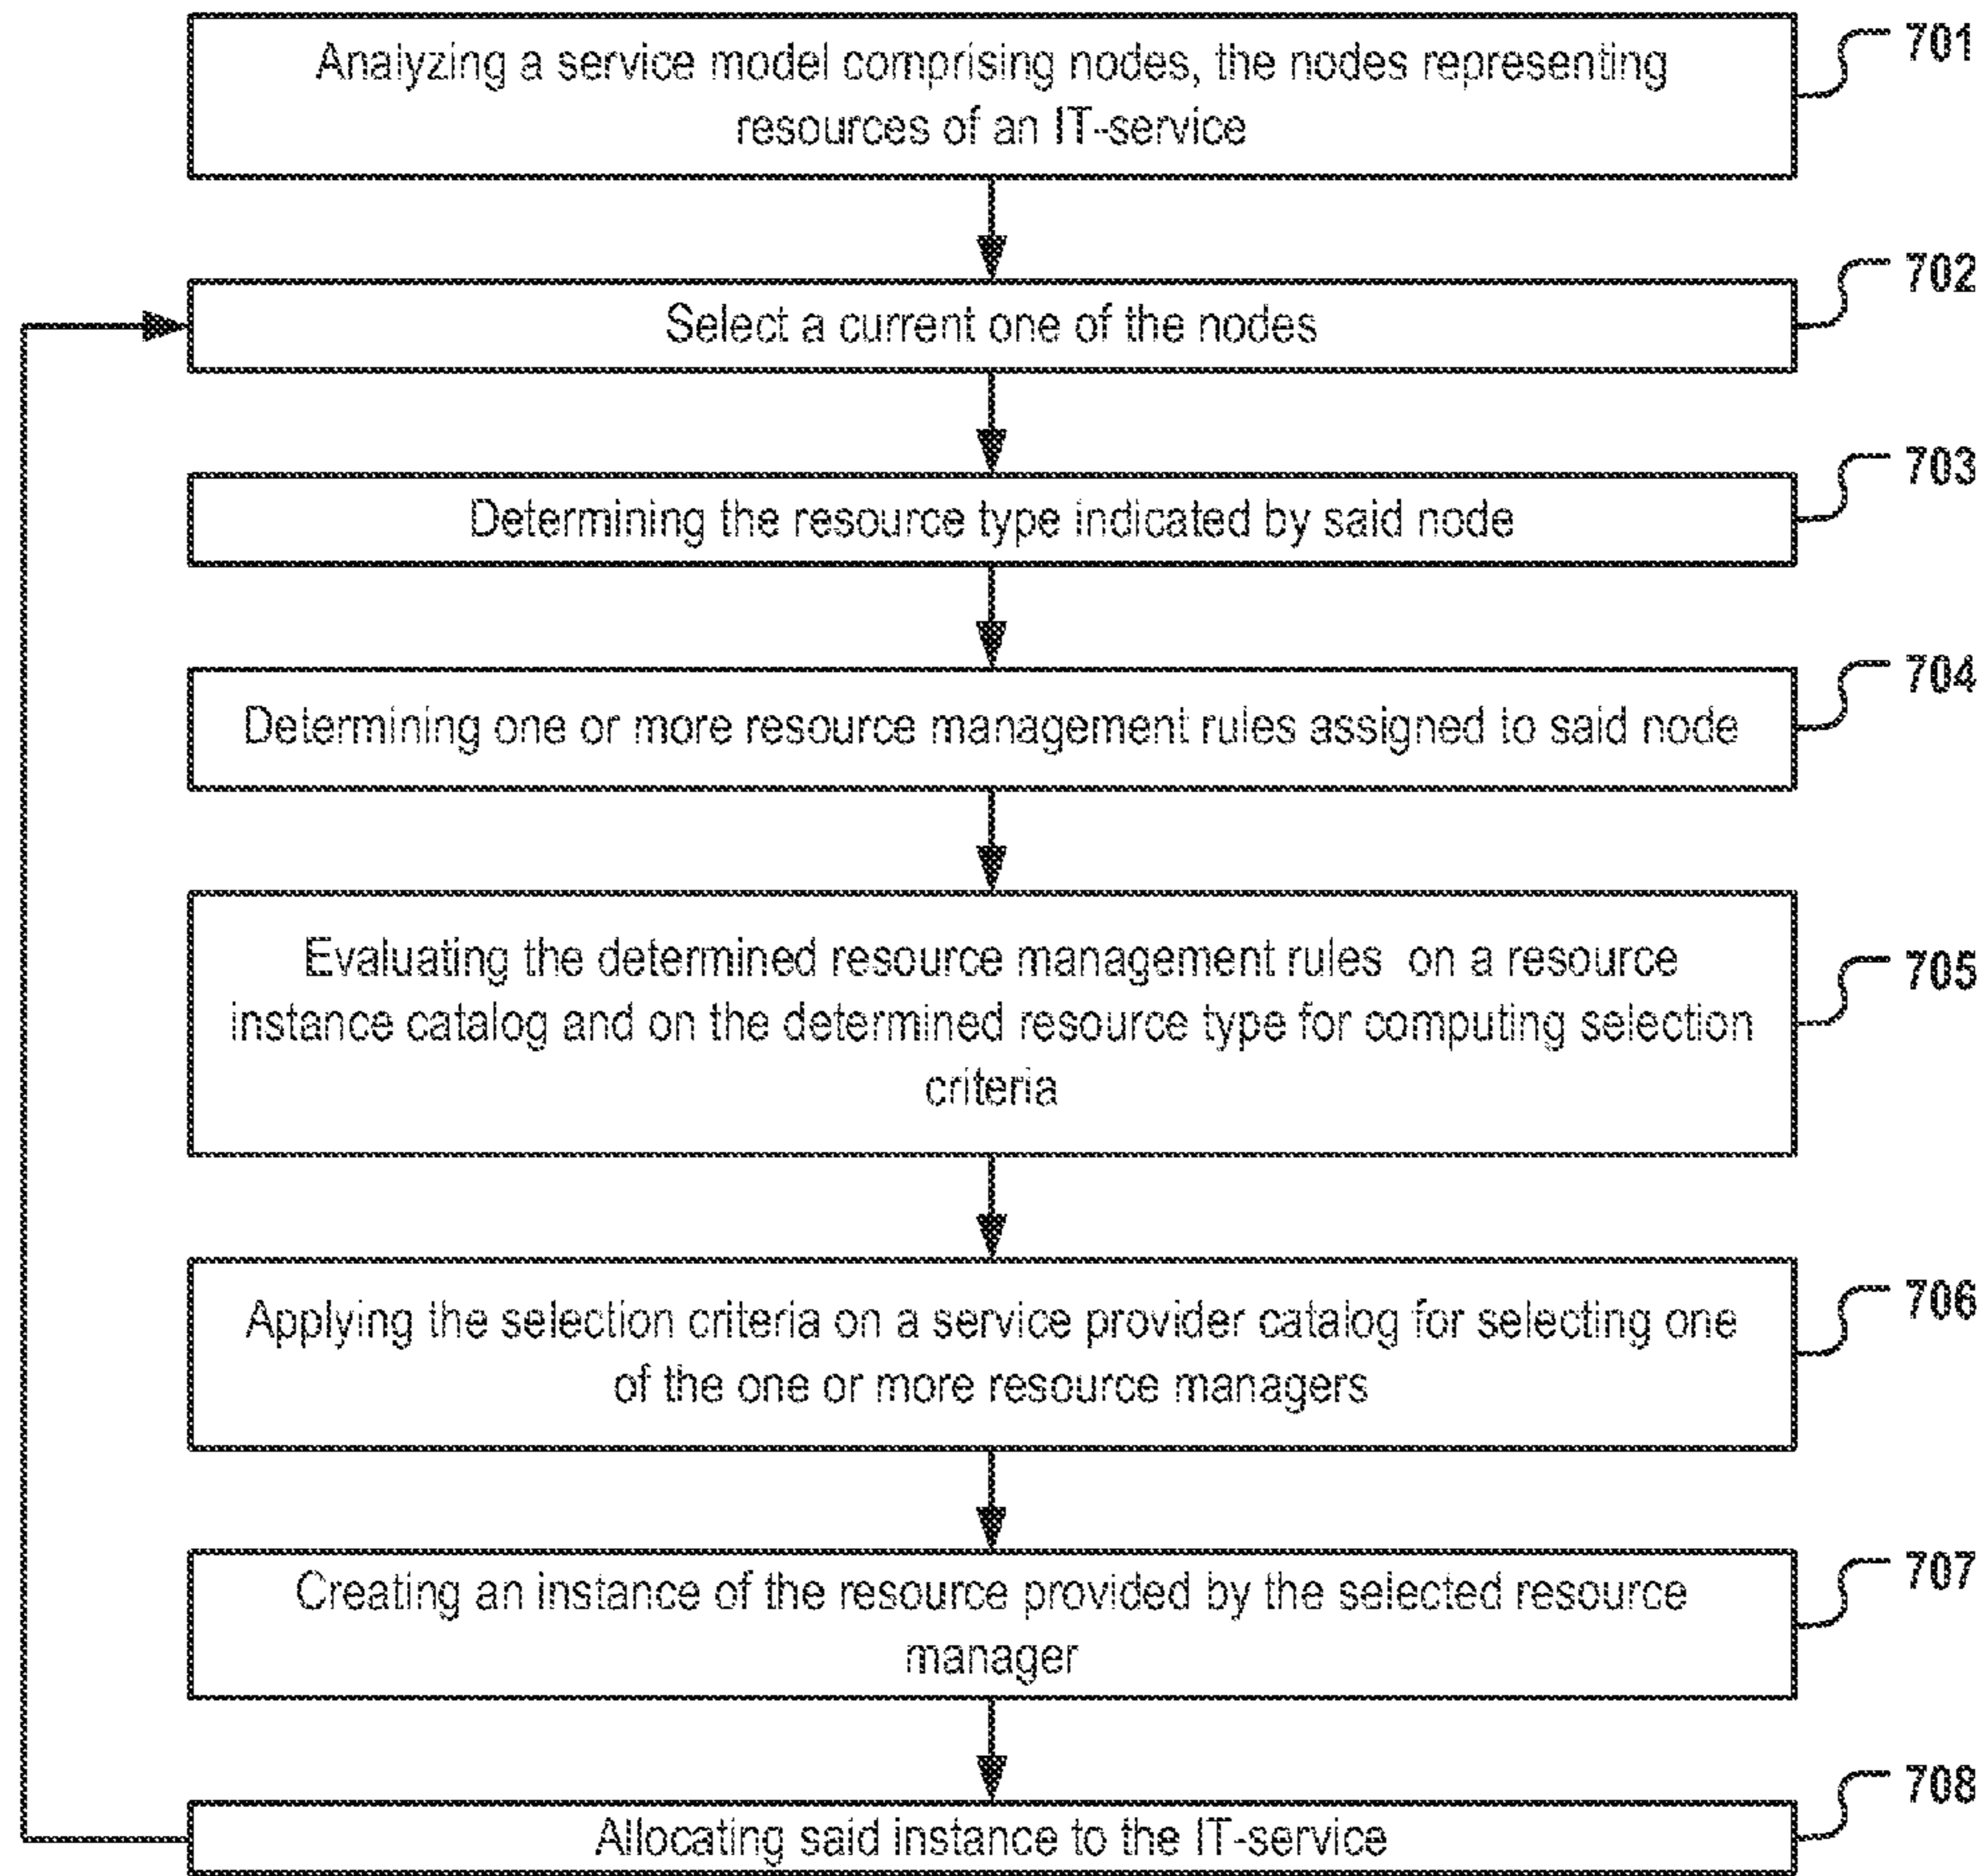 Analyzing a service model comprising nodes, the nodes representing
resources of an IT-service
701
Select a current one of the nodes
702
Determining the resource type indicated by said node
703
Determining one or more resource management rules assigned to said node
704
Evaluating the determined resource management rules on a resource
instance catalog and on the determined resource type for computing selection
criteria
705
Applying the selection criteria on a service provider catalog for selecting one
of the one or more resource managers
706
Creating an instance of the resource provided by the selected resource
manager
707
Allocating said instance to the IT-service
708